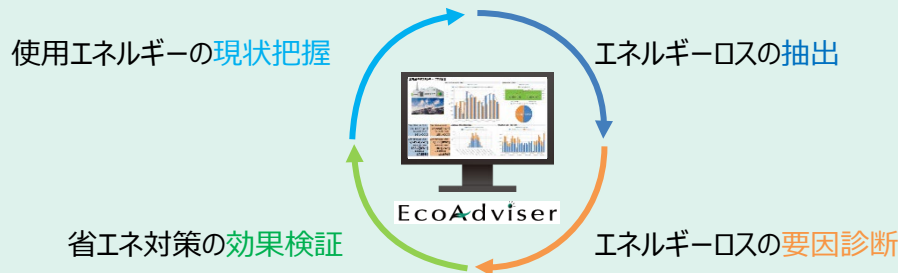 使用エネルギーの現状把握
エネルギーロスの抽出
EcoAdviser
省エネ対策の効果検証
エネルギーロスの要因診断